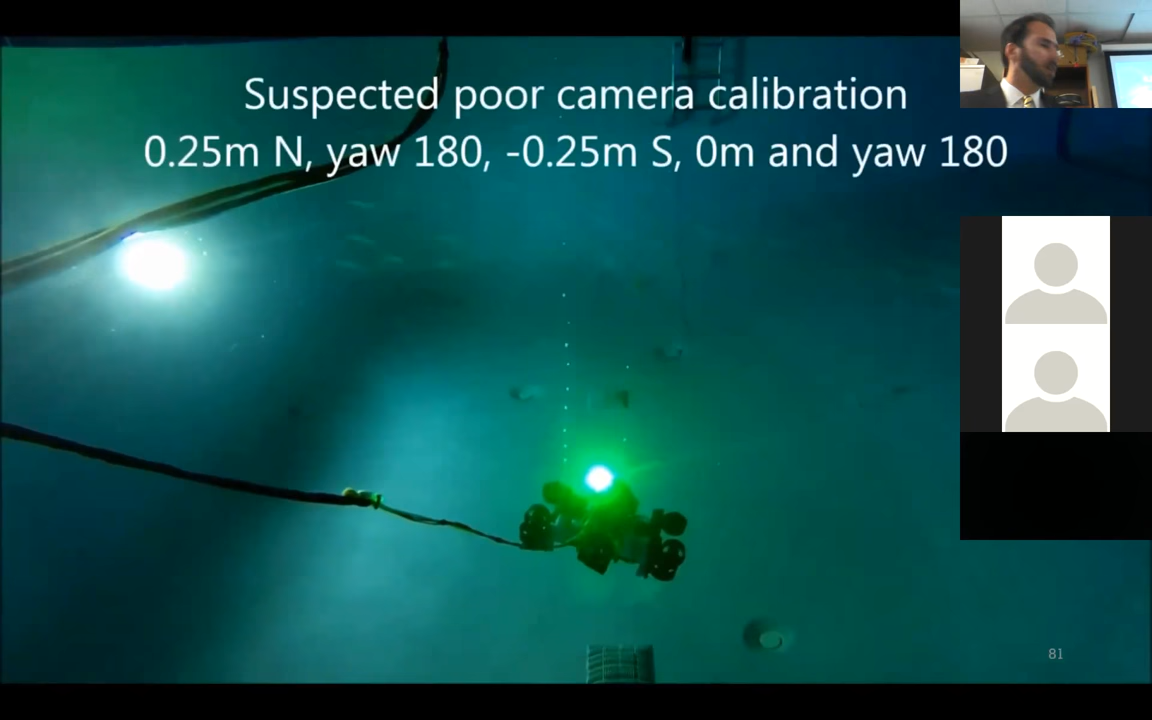 Suspected poor camera calibration
0.25m N, yaw 180, -0.25m S, 0m and yaw 180
81